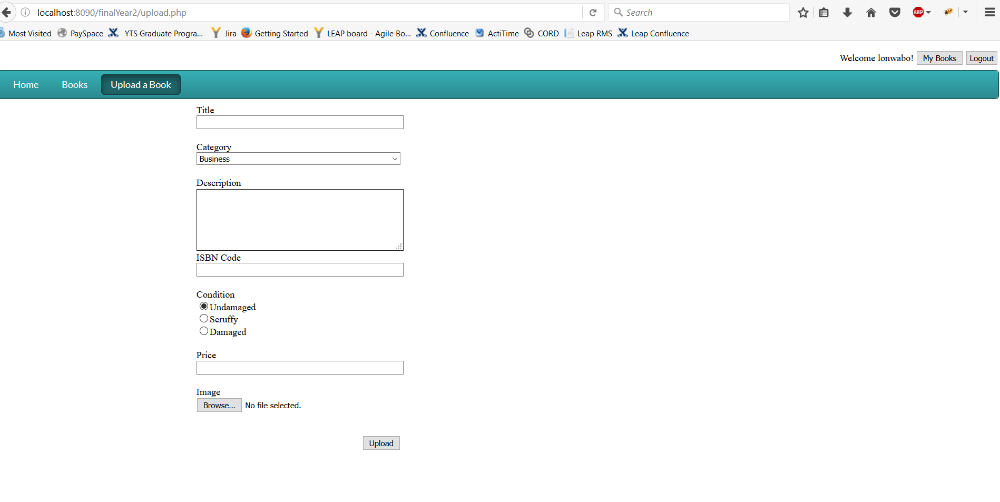 localhost:8090/finalYear2/upload.php
Search
ABP
Most Visited PaySpace YTS Graduate Progra... Jira Getting Started LEAP board - Agile Bo... Confluence ActiTime CORD Leap RMS Leap Confluence
Welcome lonwabo! My Books Logout
Home Books Upload a Book
Title
Category
Business
Description
ISBN Code
Condition
Undamaged
Scruffy
Damaged
Price
Image
Browse... No file selected.
Upload